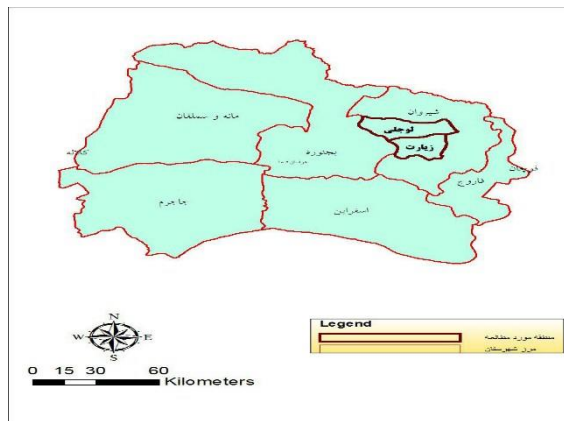 شیروان
مانه و سملقان
لوجلی
زیارت
بجنورد
قوچان
فاروج
جاجرم
اسفراین
N
W E
S
Legend
منطقه مورد مطالعه
مرز شهرستان
0 15 30 60
Kilometers